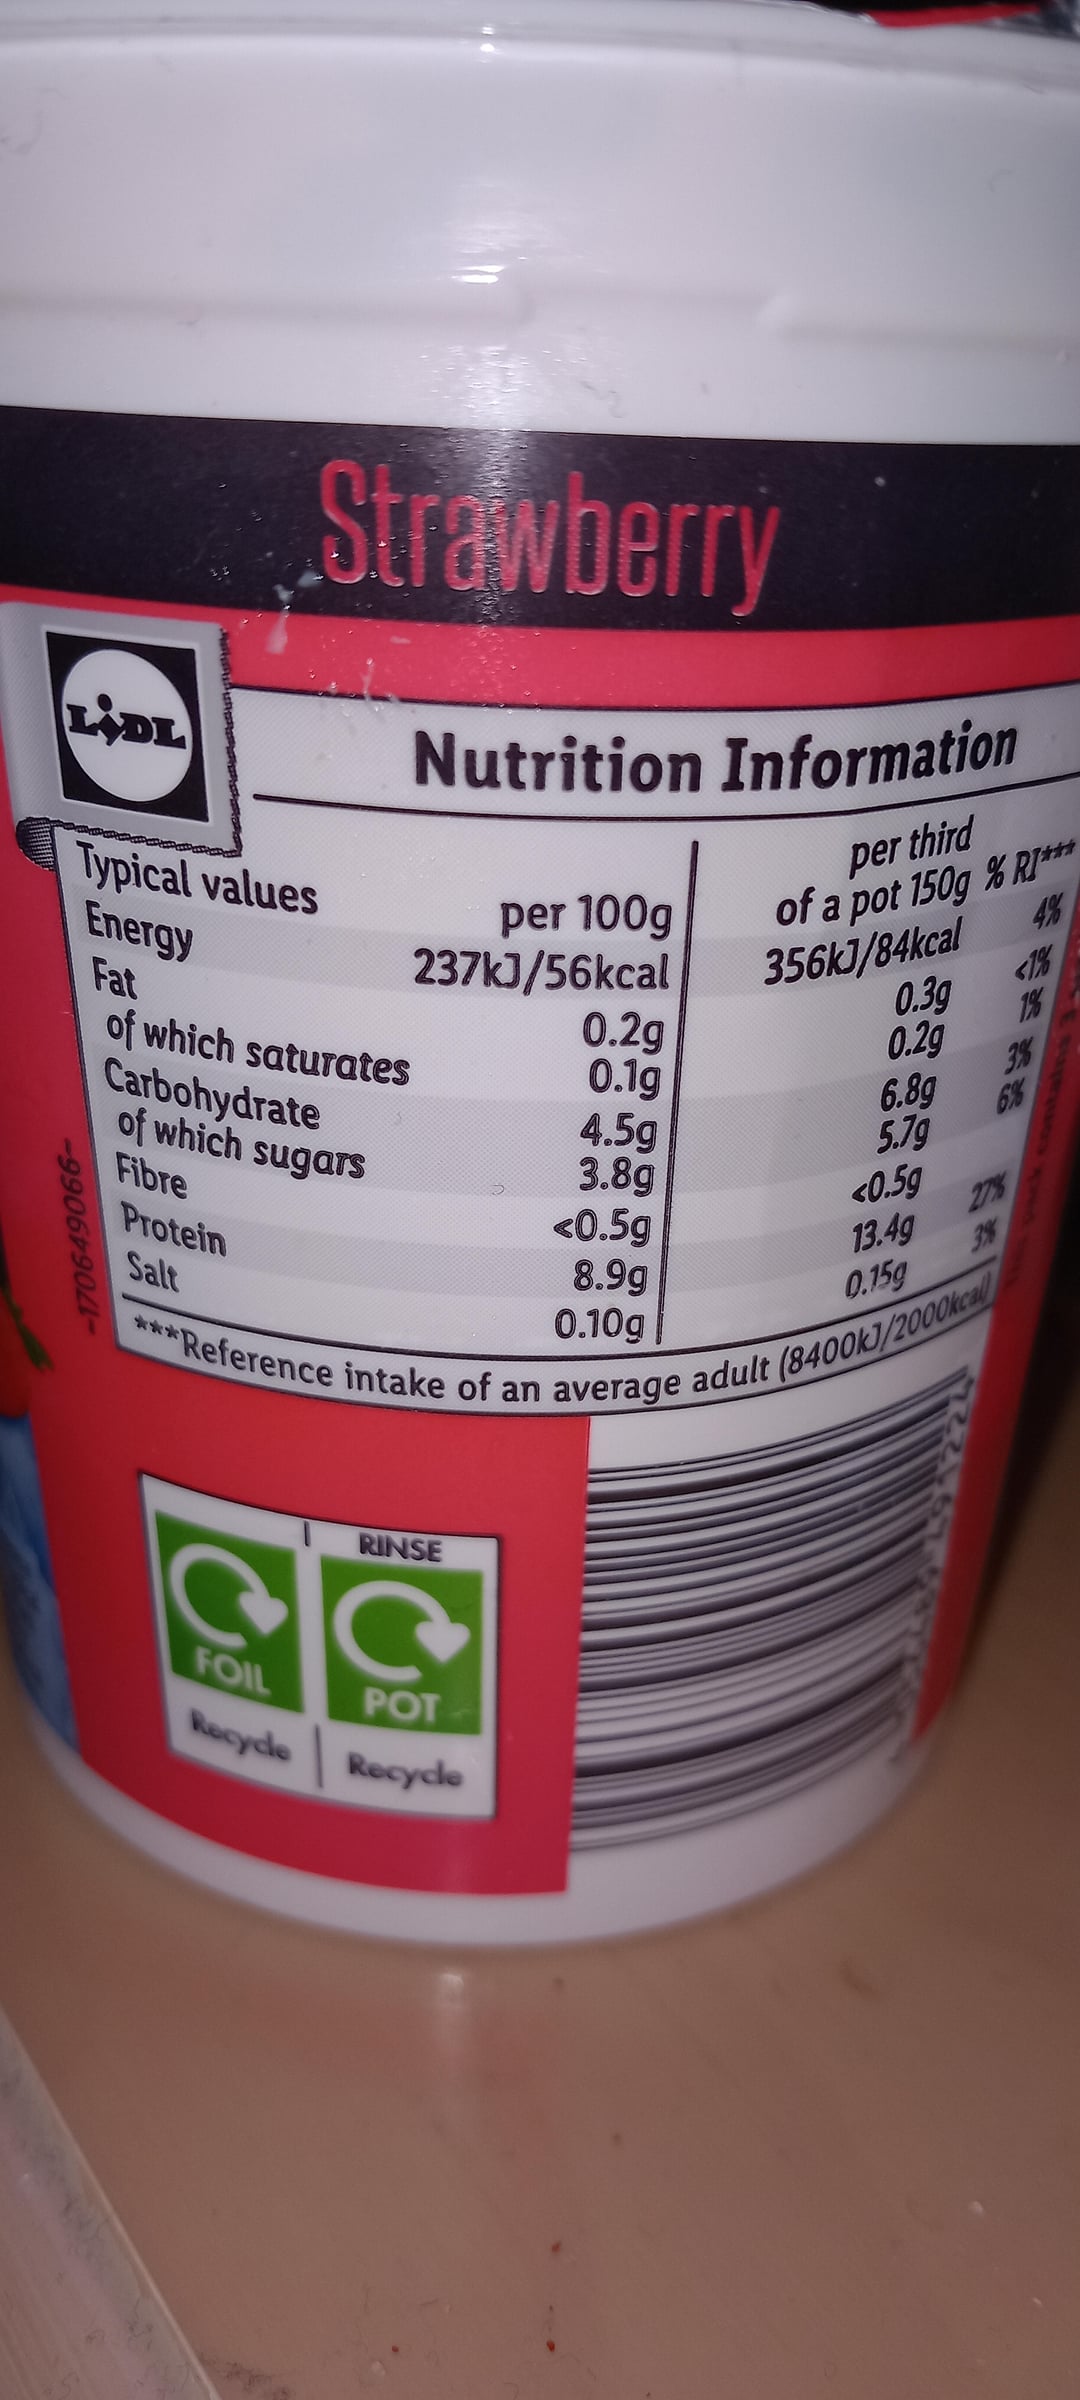 Strawberry
LIDL
Nutrition Information
Typical values per 100g per third of a pot 150g % RI***
Energy 237kJ/56kcal 356kJ/84kcal 4%
Fat 0.2g 0.3g <1%
of which saturates 0.1g 0.2g 1%
Carbohydrate 4.5g 6.8g 3%
of which sugars 3.8g 5.7g 6%
Fibre <0.5g <0.5g
Protein 8.9g 13.4g 27%
Salt 0.10g 0.15g 3%
***Reference intake of an average adult (8400kJ/2000kcal)
-170649066-
RINSE
FOIL POT
Recycle Recycle